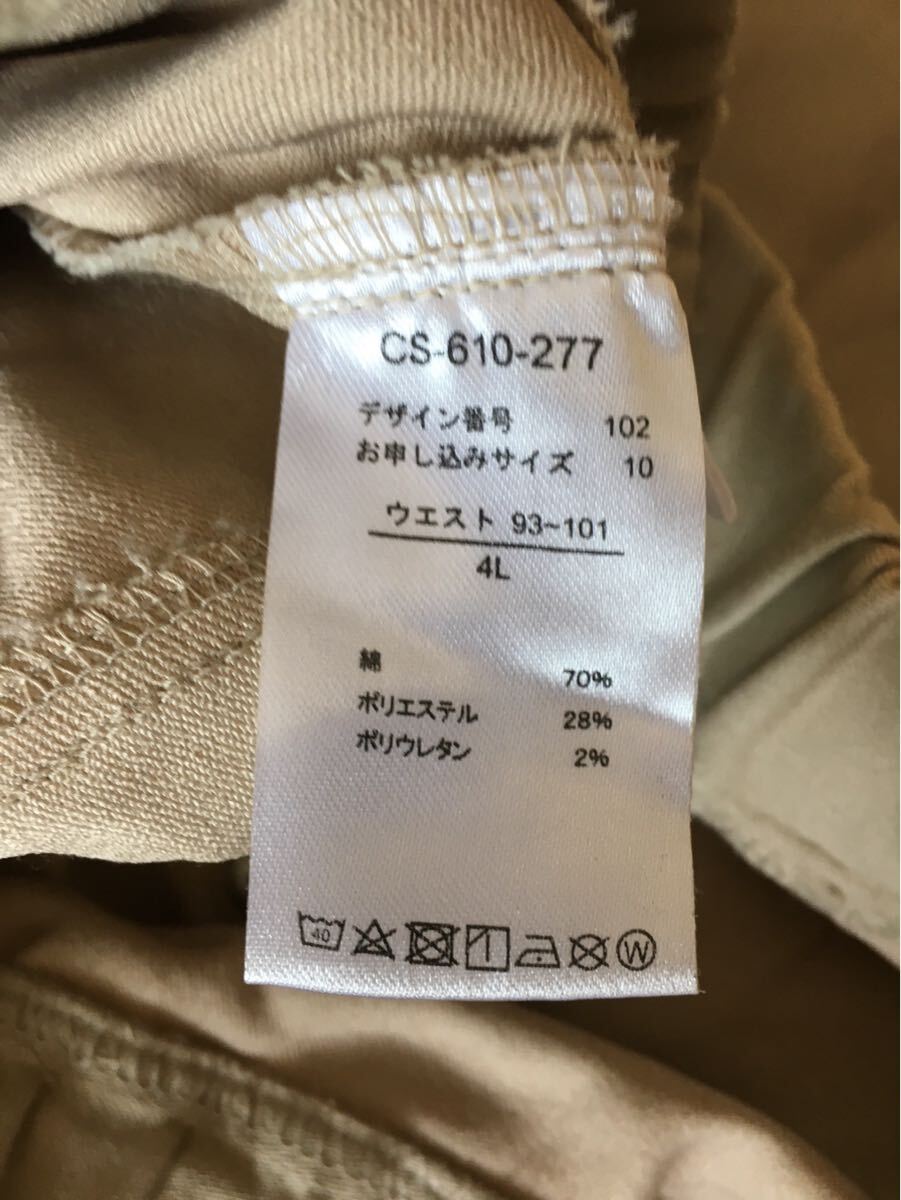 CS-610-277
デザイン番号 102
お申し込みサイズ 10
ウエスト 93~101
4L
綿 70%
ポリエステル 28%
ポリウレタン 2%
40 W